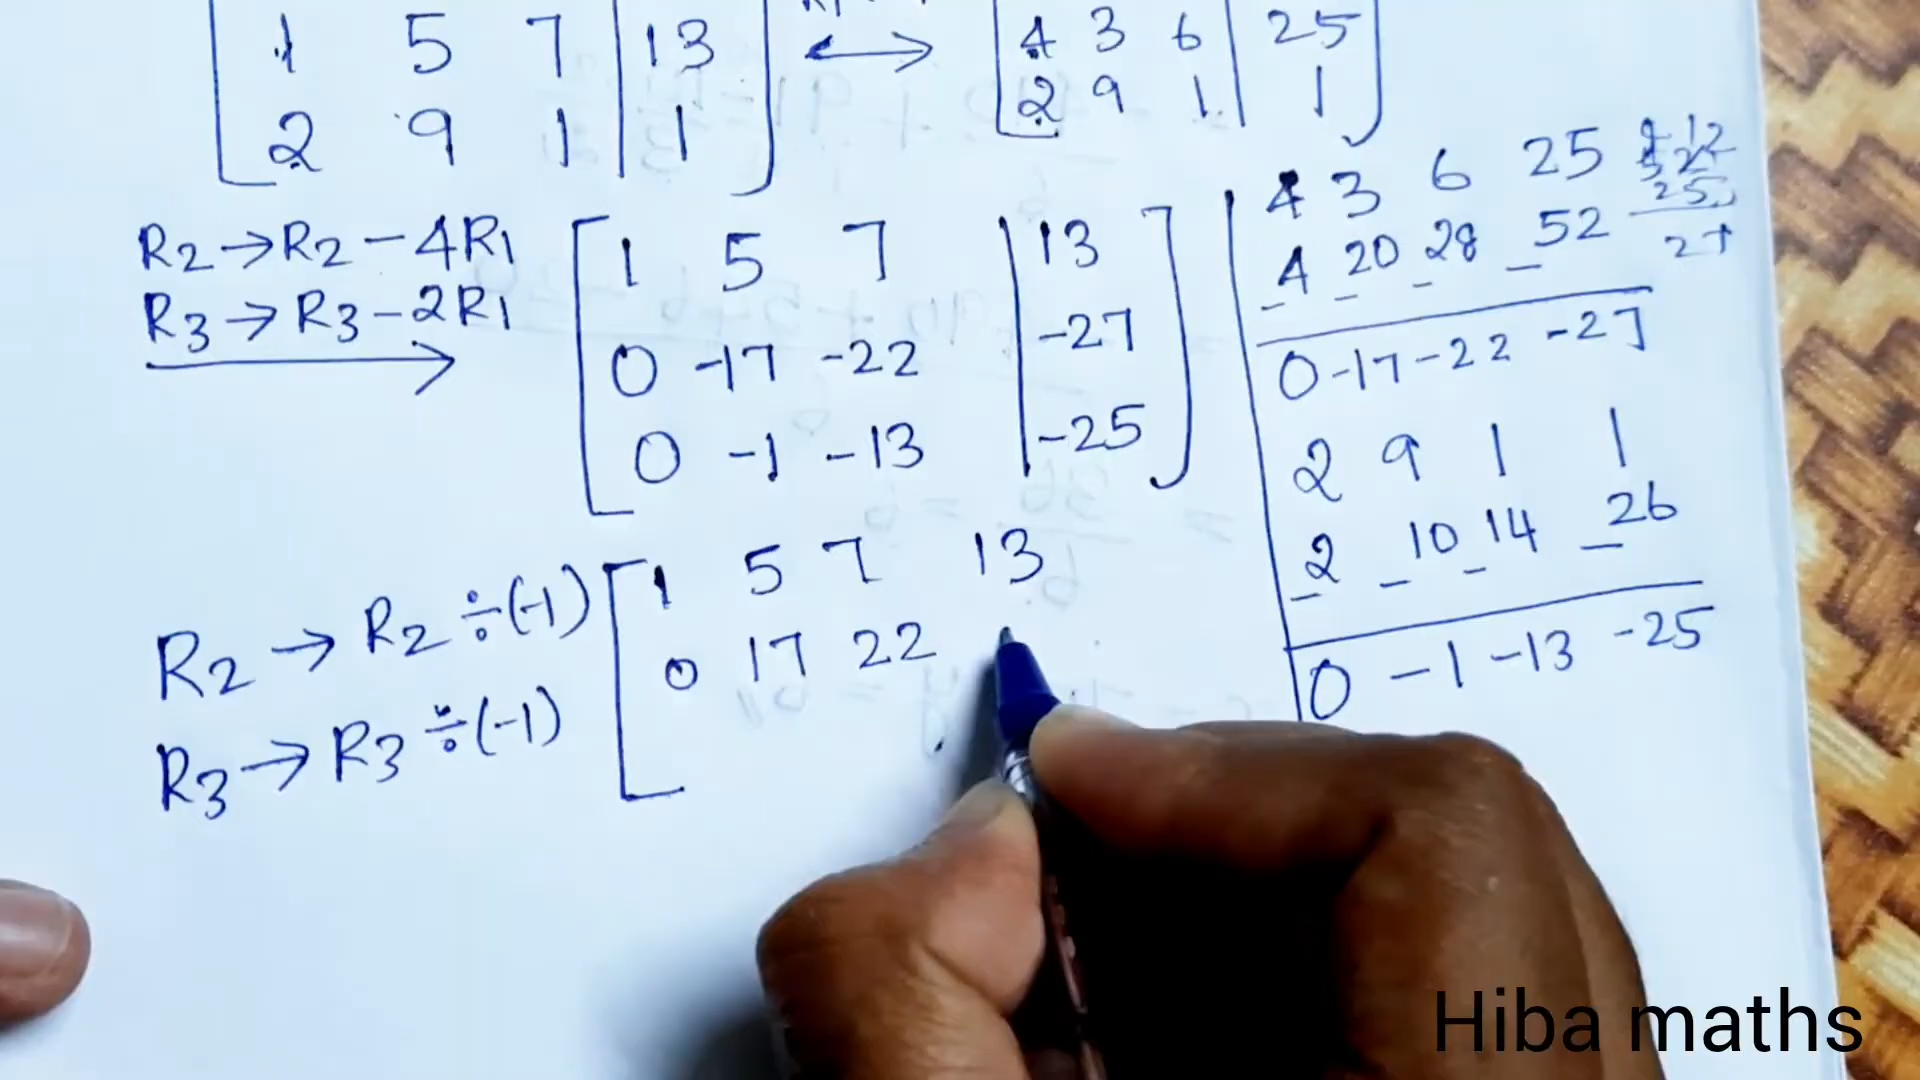 1 5 7 | 13
2 9 1 | 1
4 3 6 | 25
2 9 1 | 1
R2→R2-4R1
R3→R3-2R1
1 5 7 | 13
0 -17 -22 | -27
0 -1 -13 | -25
4 3 6 25
4 20 28 52
0 -17 -22 -27
2 9 1 1
2 10 14 26
0 -1 -13 -25
R2 → R2 ÷(-1)
R3 → R3 ÷(-1)
1 5 7 13
0 17 22
Hiba maths